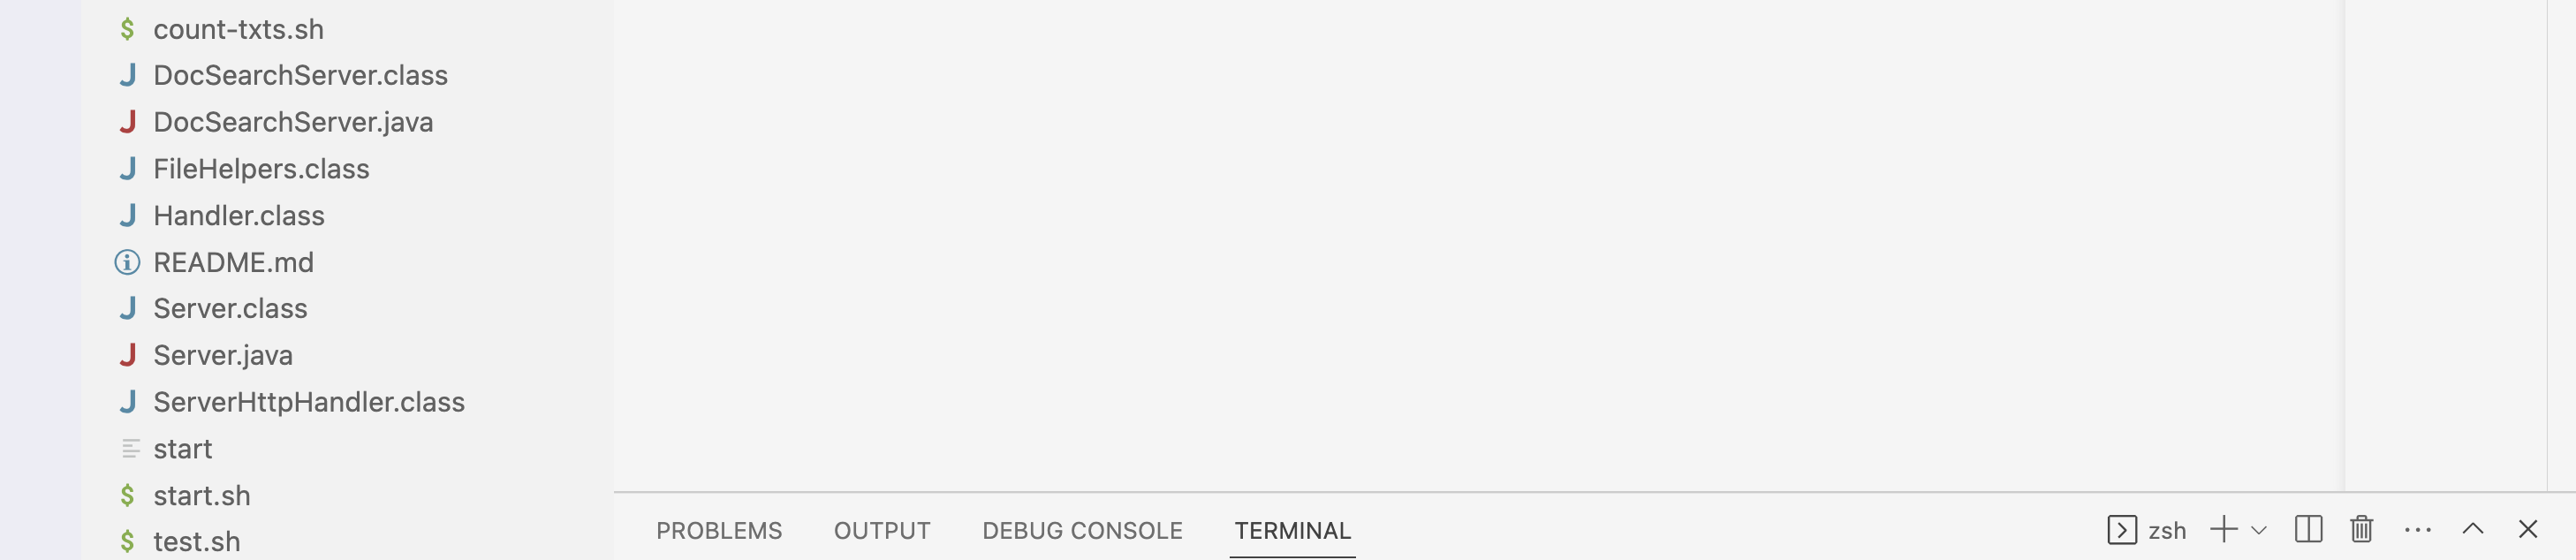 count-txts.sh
DocSearchServer.class
DocSearchServer.java
FileHelpers.class
Handler.class
README.md
Server.class
Server.java
ServerHttpHandler.class
start
start.sh
test.sh
PROBLEMS OUTPUT DEBUG CONSOLE TERMINAL zsh